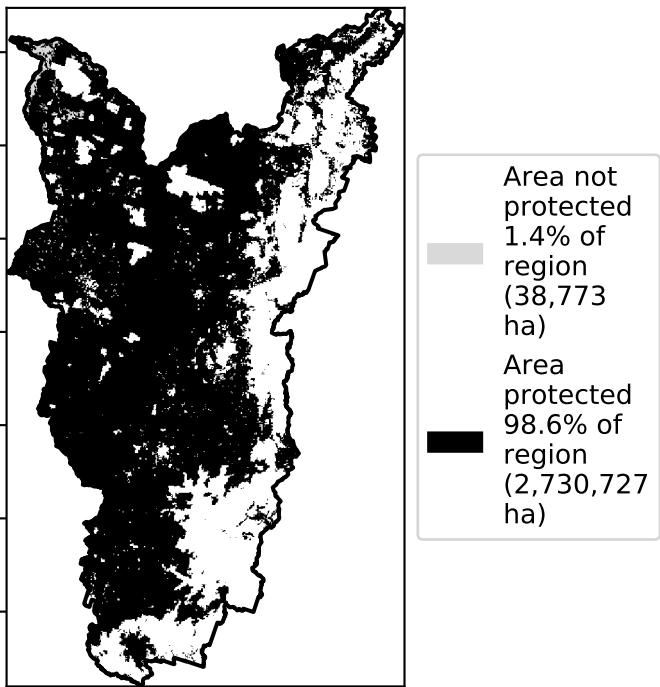 Area not
protected
1.4% of
region
(38,773
ha)
Area
protected
98.6% of
region
(2,730,727
ha)